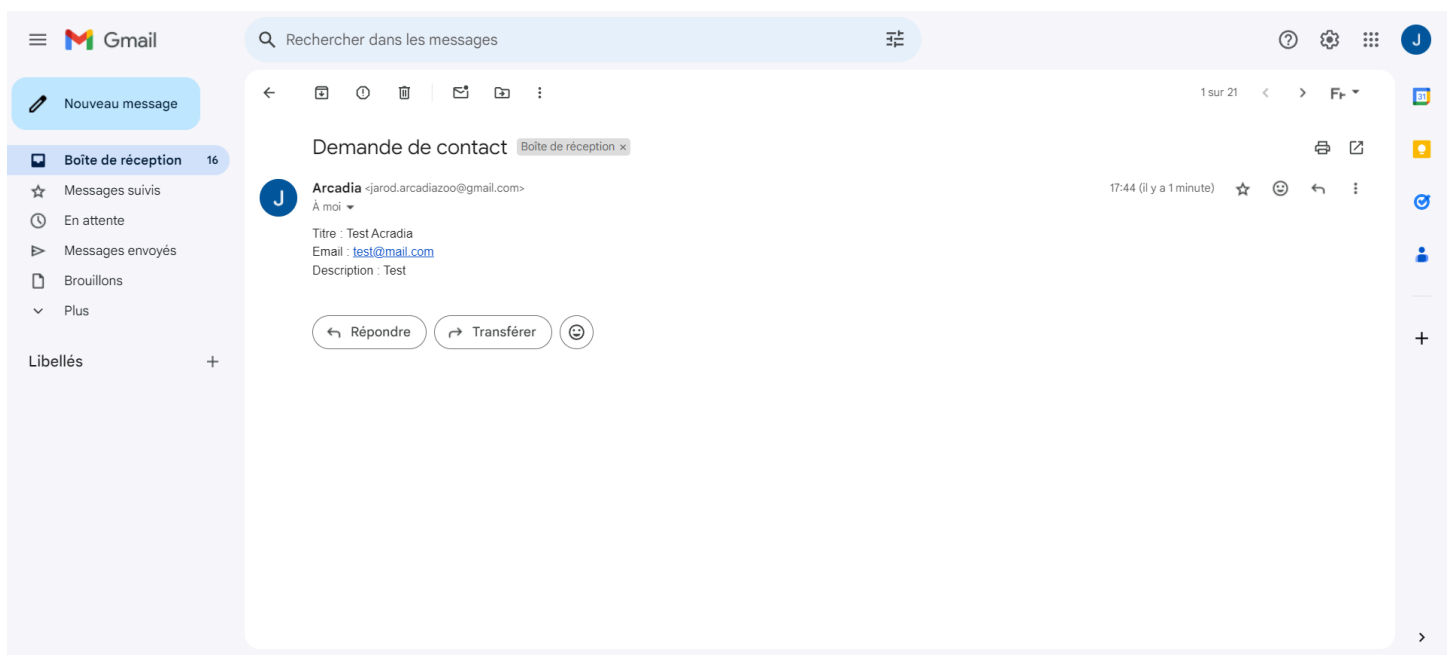 Gmail
Rechercher dans les messages
J
Nouveau message
1 sur 21
31
Demande de contact Boîte de réception ×
Boîte de réception 16
Messages suivis
En attente
Messages envoyés
Brouillons
Plus
Libellés
J
Arcadia <jarod.arcadiazoo@gmail.com>
17:44 (il y a 1 minute)
À moi
Titre : Test Acradia
Email : test@mail.com
Description : Test
Répondre
Transférer